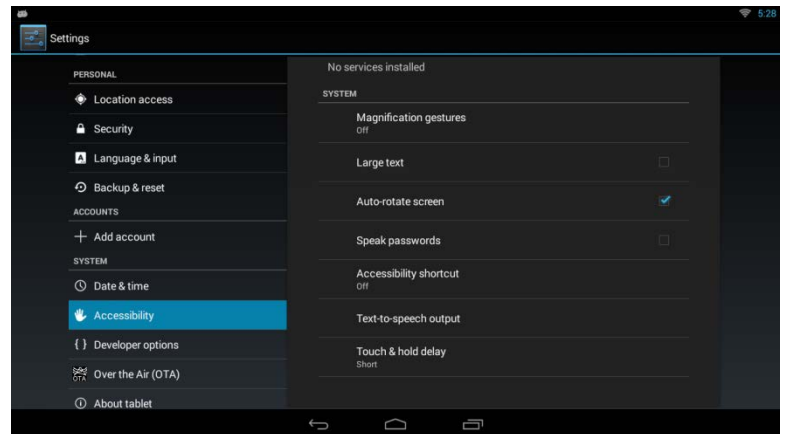 5:28
Settings
PERSONAL
Location access
Security
A Language & input
Backup & reset
ACCOUNTS
Add account
SYSTEM
Date & time
Accessibility
{ } Developer options
OTA Over the Air (OTA)
About tablet
No services installed
SYSTEM
Magnification gestures
Off
Large text
Auto-rotate screen
Speak passwords
Accessibility shortcut
Off
Text-to-speech output
Touch & hold delay
Short